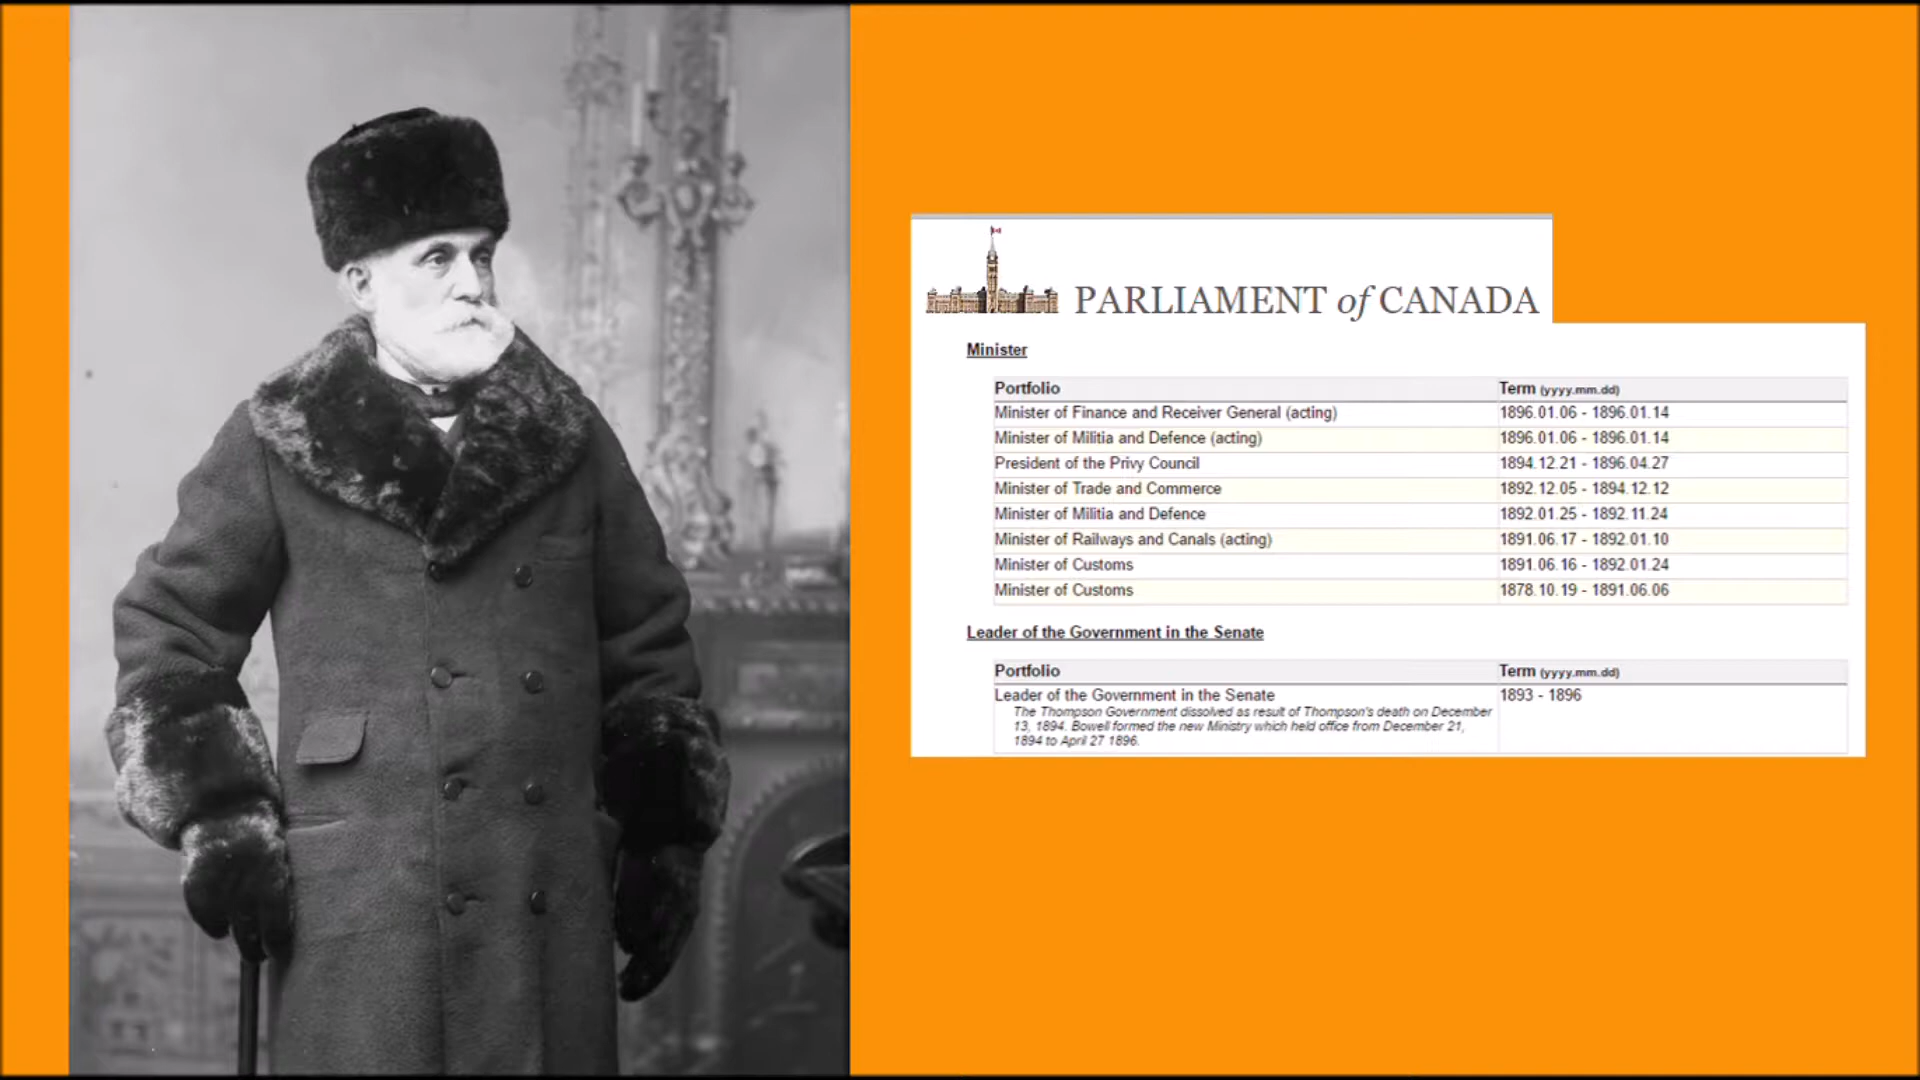 PARLIAMENT of CANADA
Minister
Portfolio Term (yyyy.mm.dd)
Minister of Finance and Receiver General (acting) 1896.01.06 - 1896.01.14
Minister of Militia and Defence (acting) 1896.01.06 - 1896.01.14
President of the Privy Council 1894.12.21 - 1896.04.27
Minister of Trade and Commerce 1892.12.05 - 1894.12.12
Minister of Militia and Defence 1892.01.25 - 1892.11.24
Minister of Railways and Canals (acting) 1891.06.17 - 1892.01.10
Minister of Customs 1891.06.16 - 1892.01.24
Minister of Customs 1878.10.19 - 1891.06.06
Leader of the Government in the Senate
Portfolio Term (yyyy.mm.dd)
Leader of the Government in the Senate 1893 - 1896
The Thompson Government dissolved as result of Thompson's death on December
13, 1894. Bowell formed the new Ministry which held office from December 21,
1894 to April 27 1896.